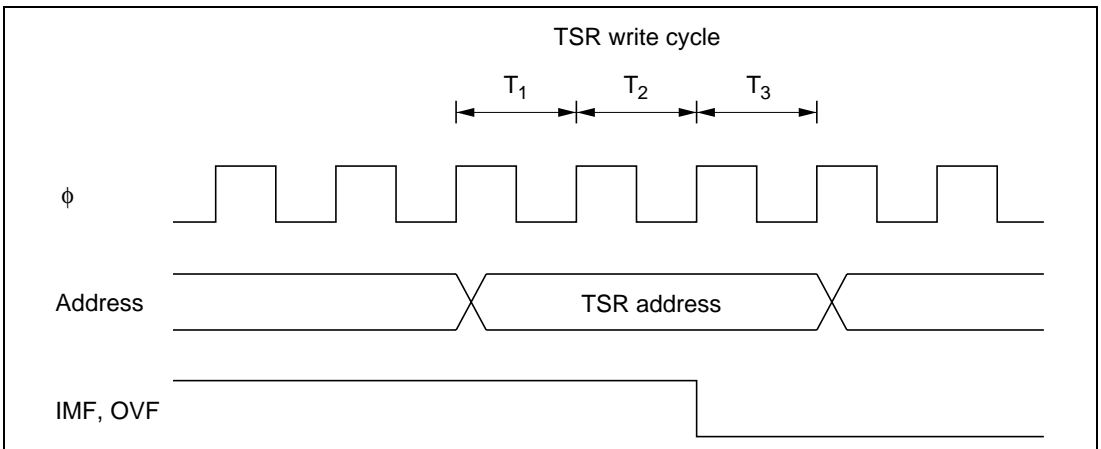 TSR write cycle
T1 T2 T3
ϕ
Address TSR address
IMF, OVF